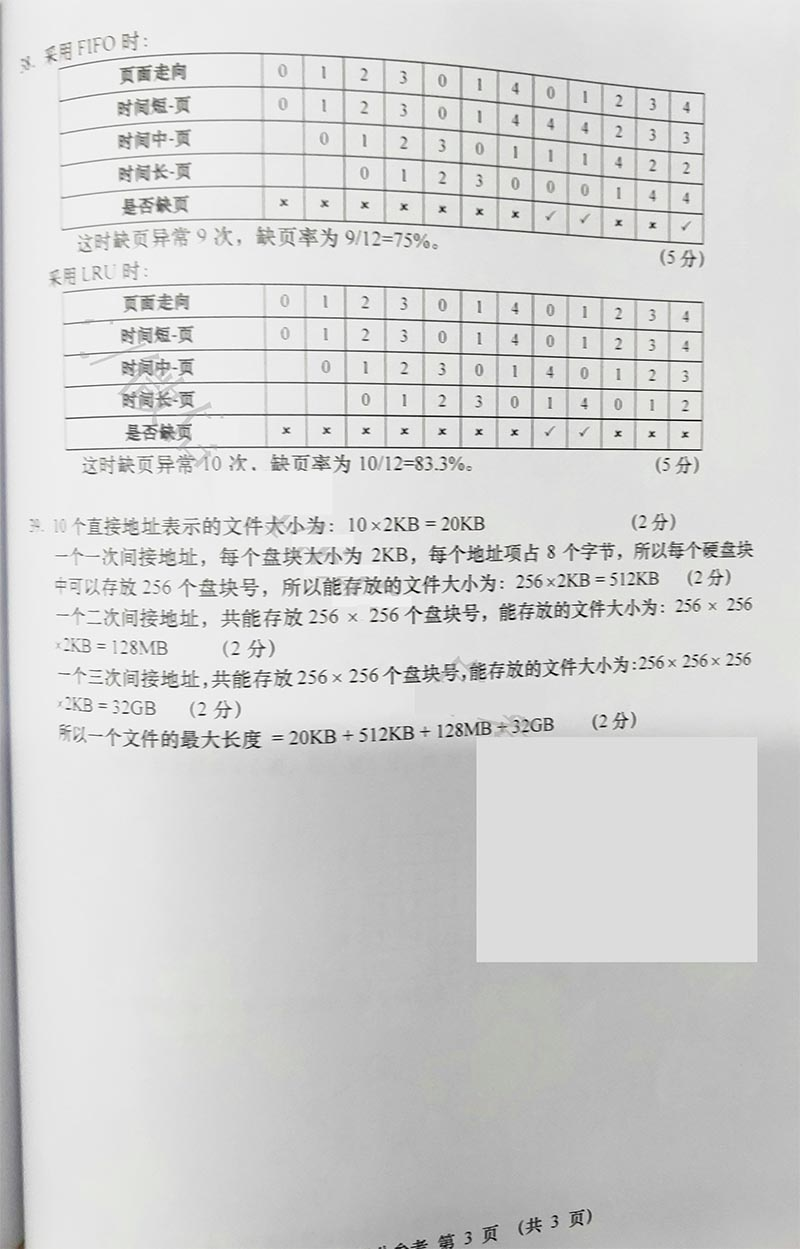 38. 采用 FIFO 时：
页面走向 0 1 2 3 0 1 4 0 1 2 3 4
时间短-页 0 1 2 3 0 1 4 4 4 2 3 3
时间中-页 0 1 2 3 0 1 1 1 4 2 2
时间长-页 0 1 2 3 0 0 0 1 4 4
是否缺页 × × × × × × × ✓ ✓ × × ✓
这时缺页异常 9 次，缺页率为 9/12=75%。 (5 分)
采用 LRU 时：
页面走向 0 1 2 3 0 1 4 0 1 2 3 4
时间短-页 0 1 2 3 0 1 4 0 1 2 3 4
时间中-页 0 1 2 3 0 1 4 0 1 2 3
时间长-页 0 1 2 3 0 1 4 0 1 2
是否缺页 × × × × × × × ✓ ✓ × × ×
这时缺页异常 10 次．缺页率为 10/12=83.3%。 (5 分)
39. 10 个直接地址表示的文件大小为：10×2KB = 20KB (2 分)
一个一次间接地址，每个盘块大小为 2KB，每个地址项占 8 个字节，所以每个硬盘块
中可以存放 256 个盘块号，所以能存放的文件大小为：256×2KB = 512KB (2 分)
一个二次间接地址，共能存放 256 × 256 个盘块号，能存放的文件大小为：256 × 256
×2KB = 128MB (2 分)
一个三次间接地址，共能存放 256 × 256 个盘块号，能存放的文件大小为：256 × 256 × 256
×2KB = 32GB (2 分)
所以一个文件的最大长度 = 20KB + 512KB + 128MB + 32GB (2 分)
参考 第 3 页 （共 3 页）